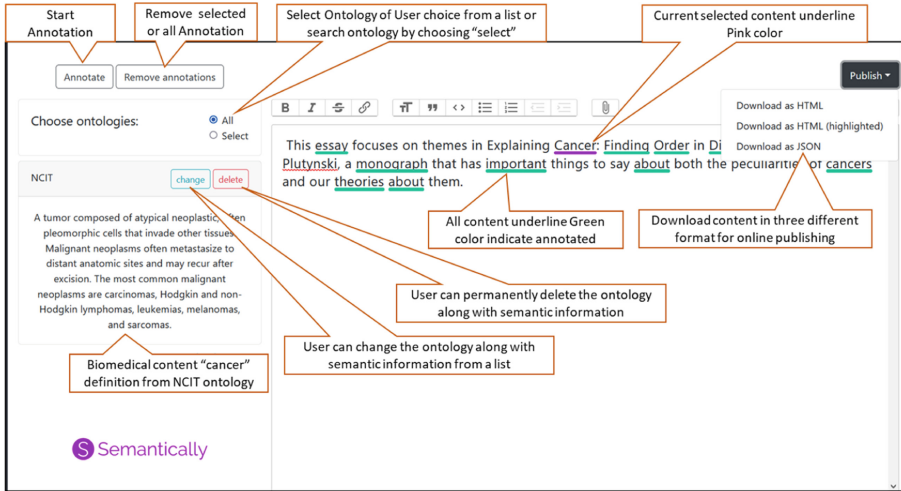 Start
Annotation
Remove selected
or all Annotation
Select Ontology of User choice from a list or
search ontology by choosing “select”
Current selected content underline
Pink color
Annotate
Remove annotations
Publish
Choose ontologies:
All
Select
B I S
Download as HTML
Download as HTML (highlighted)
Download as JSON
This essay focuses on themes in Explaining Cancer: Finding Order in
Plutynski, a monograph that has important things to say about both the peculiarities of cancers
and our theories about them.
NCIT
change
delete
A tumor composed of atypical neoplastic, often
pleomorphic cells that invade other tissues
Malignant neoplasms often metastasize to
distant anatomic sites and may recur after
excision. The most common malignant
neoplasms are carcinomas, Hodgkin and non-
Hodgkin lymphomas, leukemias, melanomas,
and sarcomas.
All content underline Green
color indicate annotated
Download content in three different
format for online publishing
User can permanently delete the ontology
along with semantic information
User can change the ontology along with
semantic information from a list
Biomedical content “cancer”
definition from NCIT ontology
S Semantically